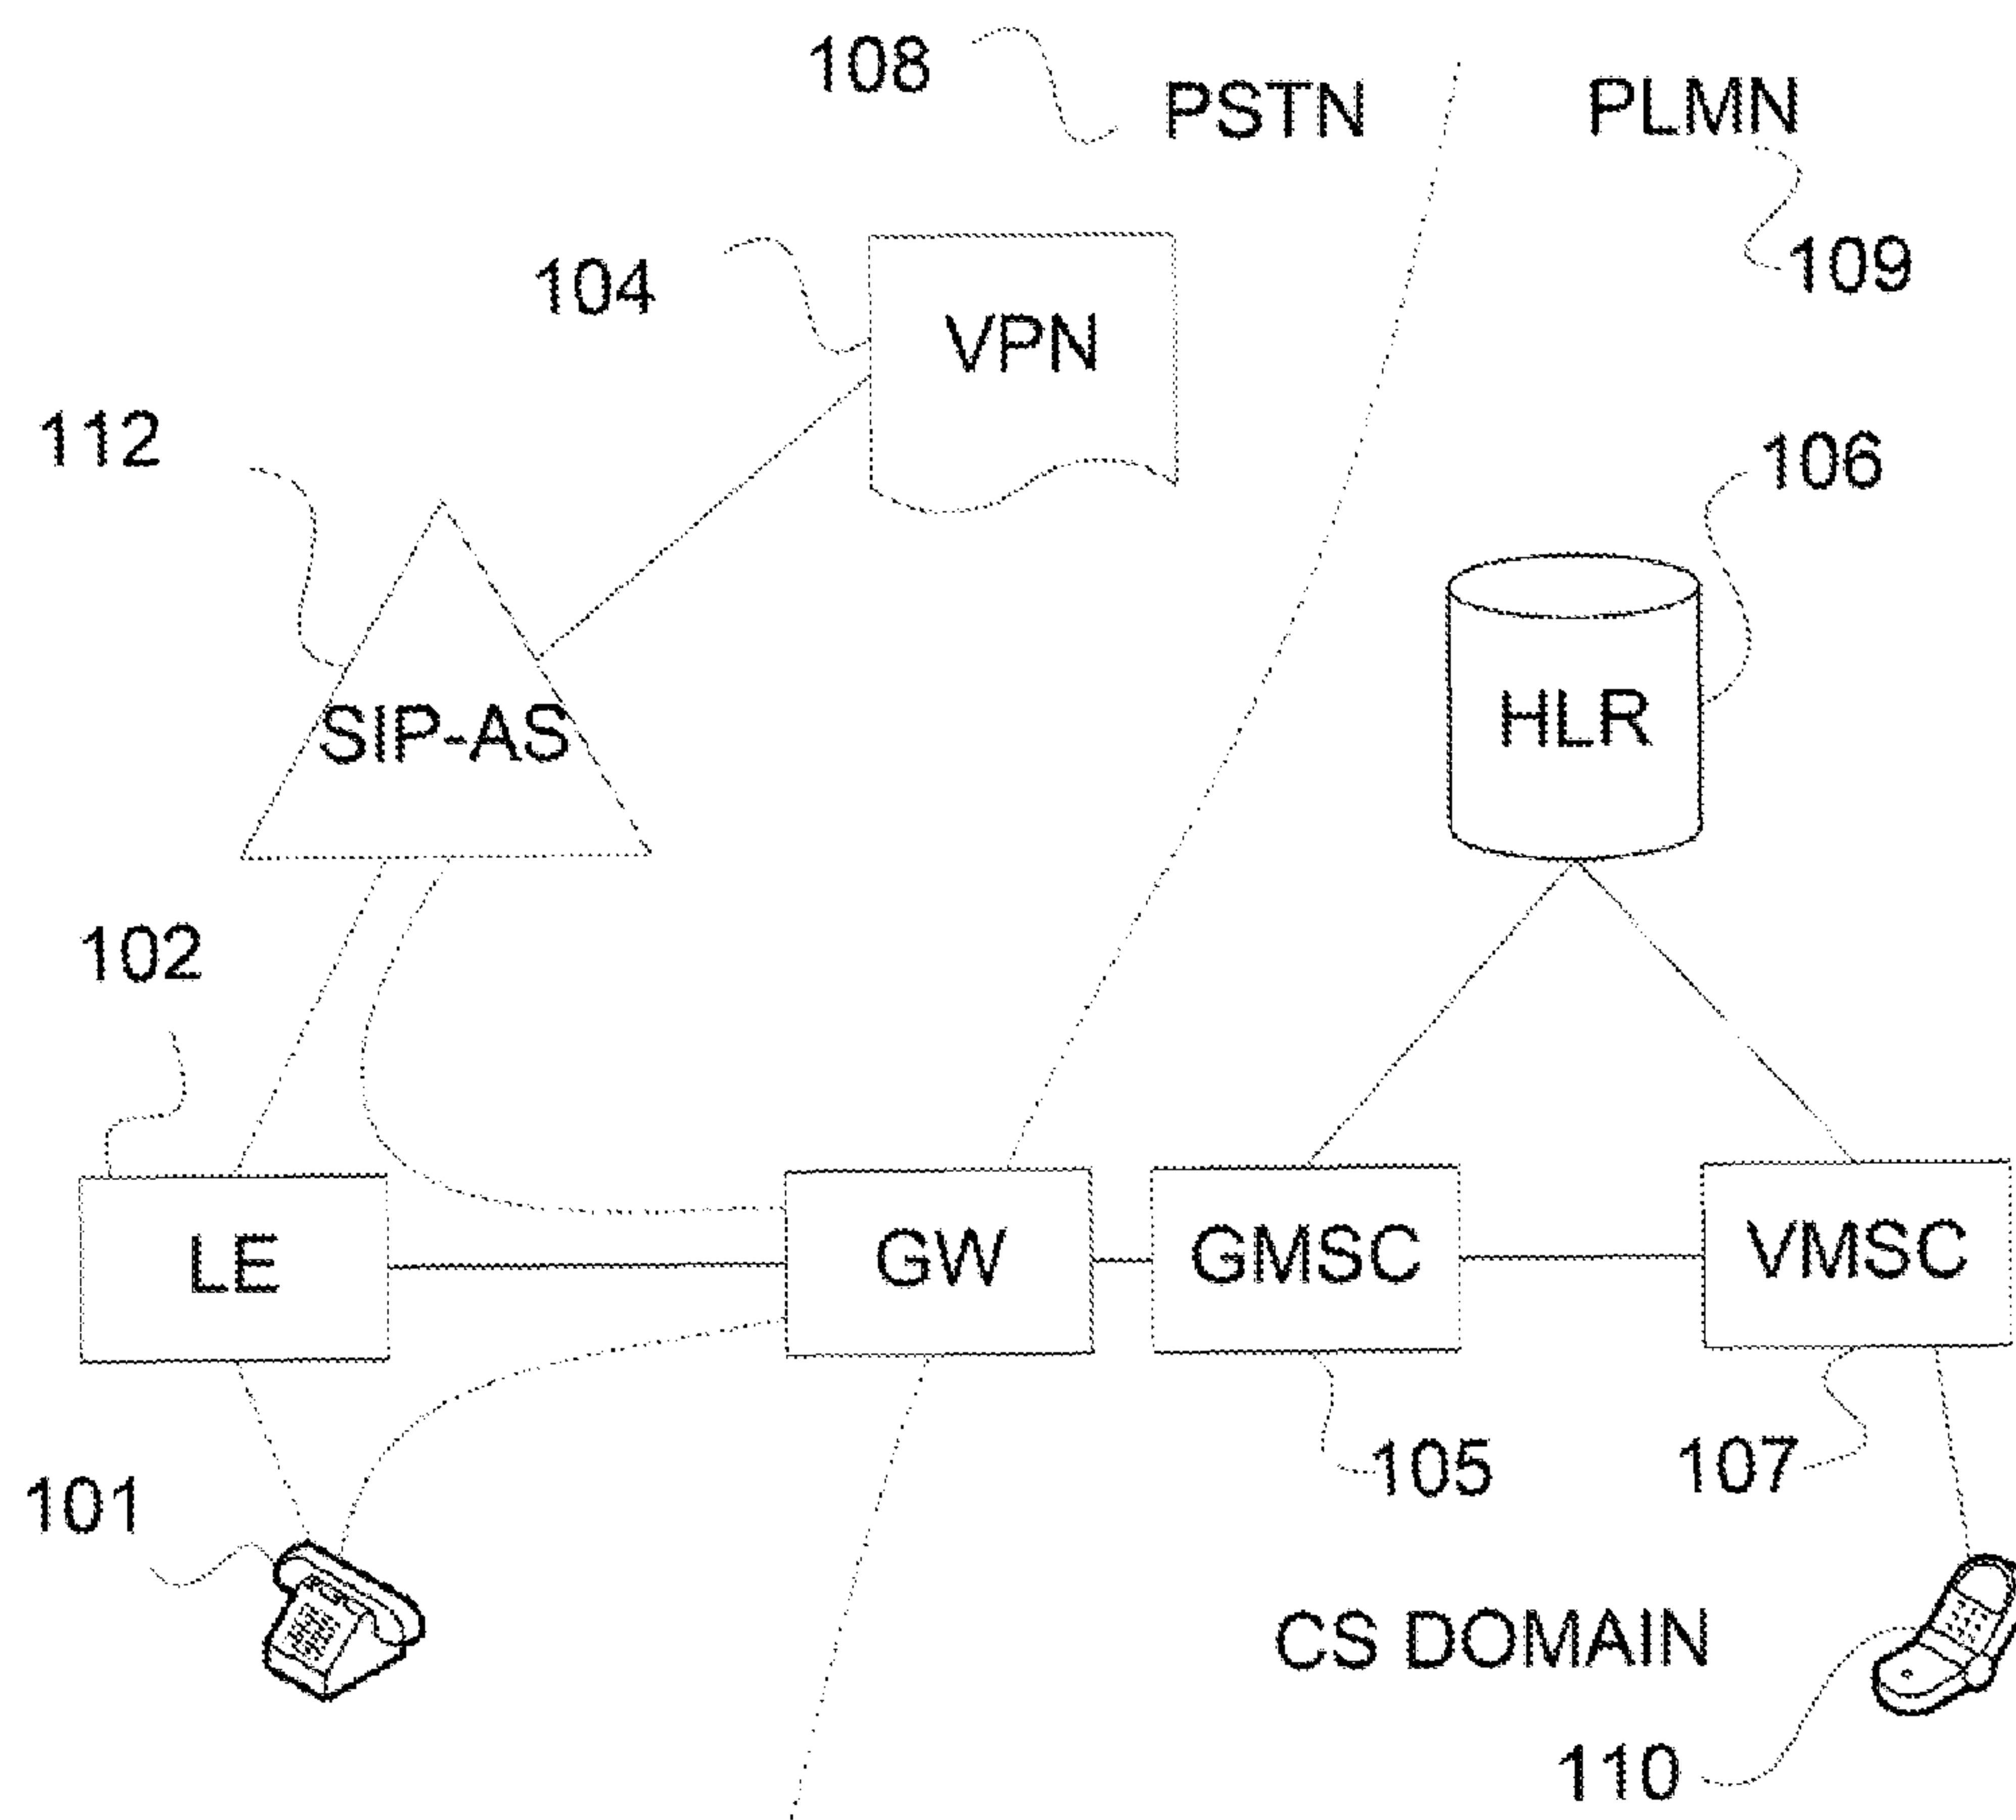 108
PSTN
PLMN
109
104
VPN
112
106
SIP-AS
HLR
102
LE
GW
GMSC
VMSC
101
105
107
CS DOMAIN
110